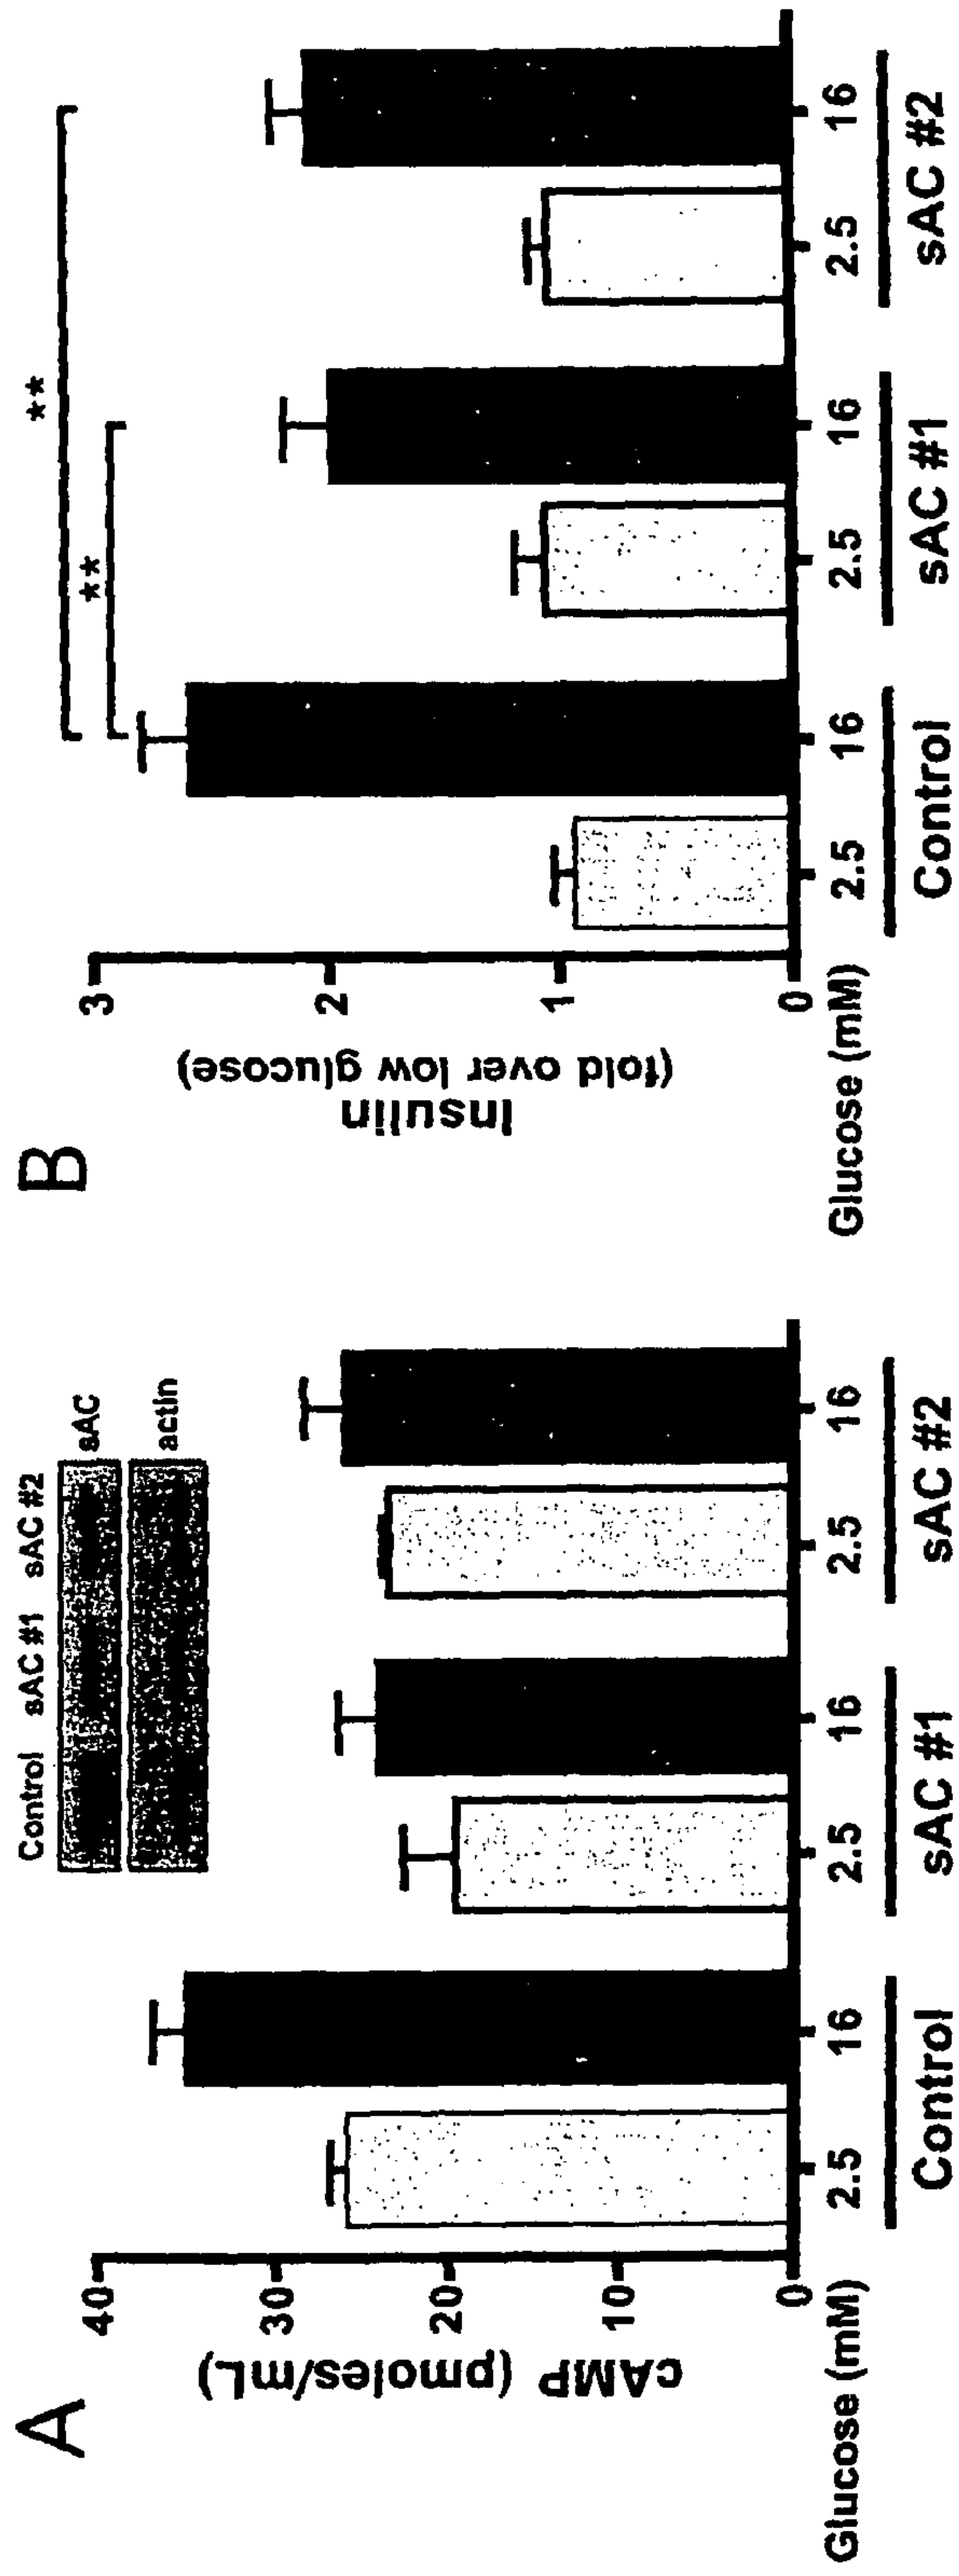 A
Control sAC #1 sAC #2
sAC
actin
cAMP (pmoles/mL)
40
30
20
10
0
Glucose (mM) 2.5 16 2.5 16 2.5 16
Control sAC #1 sAC #2
B
**
**
Insulin
(fold over low glucose)
3
2
1
0
Glucose (mM) 2.5 16 2.5 16 2.5 16
Control sAC #1 sAC #2